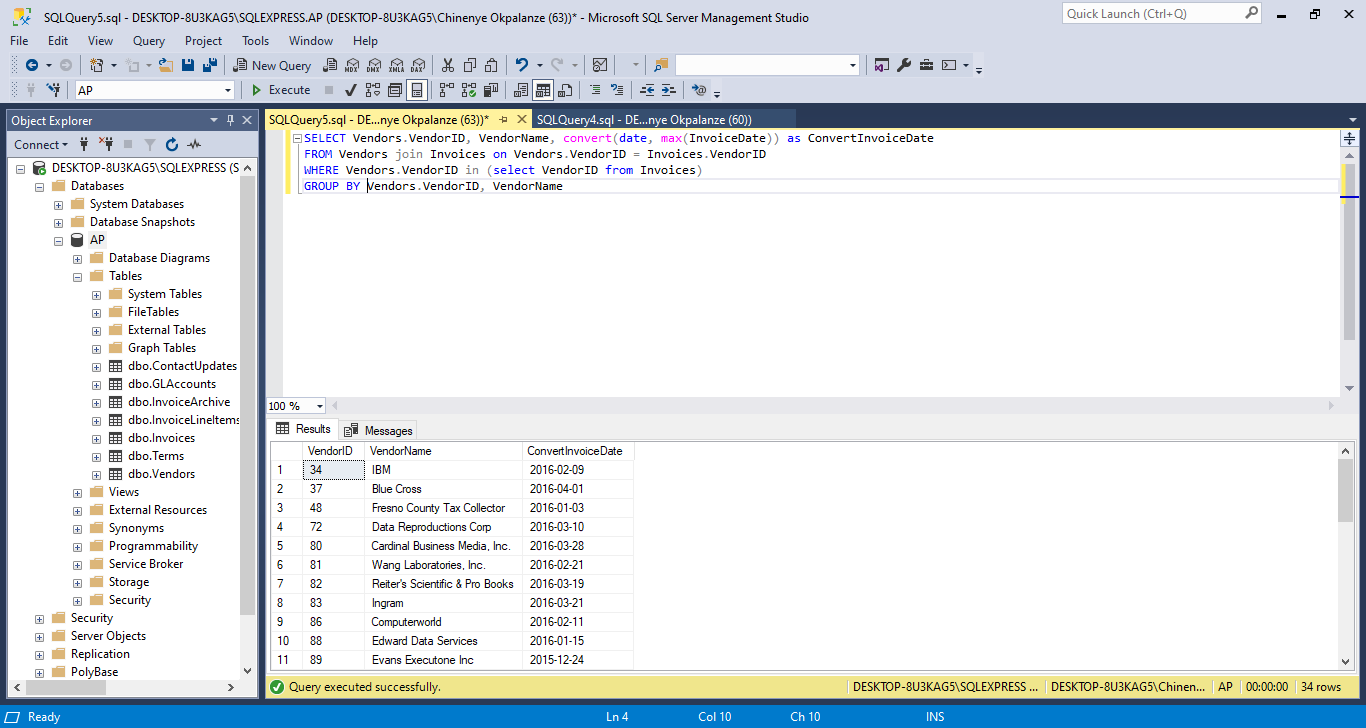 SQLQuery5.sql - DESKTOP-8U3KAG5\SQLEXPRESS.AP (DESKTOP-8U3KAG5\Chinenye Okpalanze (63))* - Microsoft SQL Server Management Studio
Quick Launch (Ctrl+Q)
File Edit View Query Project Tools Window Help
New Query
MDX DMX XMLA DAX
AP
Execute
Object Explorer
Connect
DESKTOP-8U3KAG5\SQLEXPRESS (S
Databases
System Databases
Database Snapshots
AP
Database Diagrams
Tables
System Tables
FileTables
External Tables
Graph Tables
dbo.ContactUpdates
dbo.GLAccounts
dbo.InvoiceArchive
dbo.InvoiceLineItems
dbo.Invoices
dbo.Terms
dbo.Vendors
Views
External Resources
Synonyms
Programmability
Service Broker
Storage
Security
Security
Server Objects
Replication
PolyBase
SQLQuery5.sql - DE...nye Okpalanze (63))* SQLQuery4.sql - DE...nye Okpalanze (60))
SELECT Vendors.VendorID, VendorName, convert(date, max(InvoiceDate)) as ConvertInvoiceDate
FROM Vendors join Invoices on Vendors.VendorID = Invoices.VendorID
WHERE Vendors.VendorID in (select VendorID from Invoices)
GROUP BY Vendors.VendorID, VendorName
100 %
Results Messages
VendorID VendorName ConvertInvoiceDate
1 34 IBM 2016-02-09
2 37 Blue Cross 2016-04-01
3 48 Fresno County Tax Collector 2016-01-03
4 72 Data Reproductions Corp 2016-03-10
5 80 Cardinal Business Media, Inc. 2016-03-28
6 81 Wang Laboratories, Inc. 2016-02-21
7 82 Reiter's Scientific & Pro Books 2016-03-19
8 83 Ingram 2016-03-21
9 86 Computerworld 2016-02-11
10 88 Edward Data Services 2016-01-15
11 89 Evans Executone Inc 2015-12-24
Query executed successfully. DESKTOP-8U3KAG5\SQLEXPRESS ... DESKTOP-8U3KAG5\Chinen... AP 00:00:00 34 rows
Ready Ln 4 Col 10 Ch 10 INS